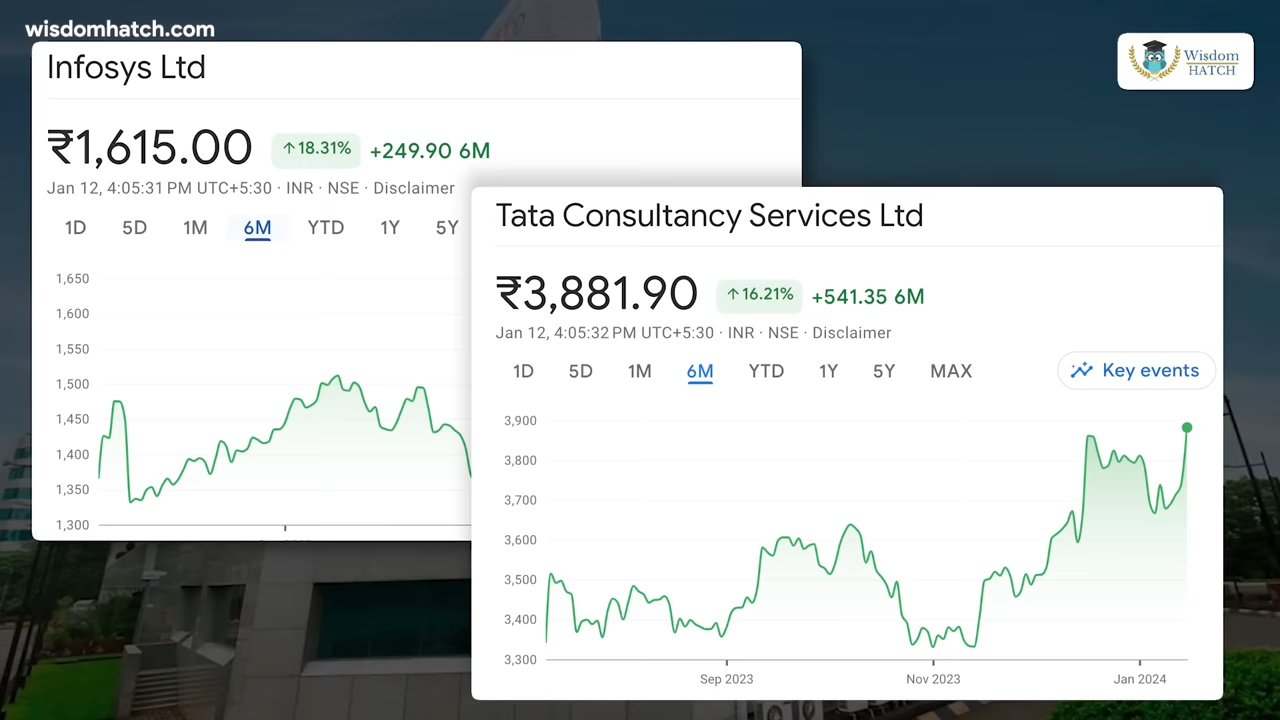 wisdomhatch.com
Wisdom
HATCH
Infosys Ltd
₹1,615.00 ↑18.31% +249.90 6M
Jan 12, 4:05:31 PM UTC+5:30 · INR · NSE · Disclaimer
1D 5D 1M 6M YTD 1Y 5Y
1,650
1,600
1,550
1,500
1,450
1,400
1,350
1,300
Tata Consultancy Services Ltd
₹3,881.90 ↑16.21% +541.35 6M
Jan 12, 4:05:32 PM UTC+5:30 · INR · NSE · Disclaimer
1D 5D 1M 6M YTD 1Y 5Y MAX
Key events
3,900
3,800
3,700
3,600
3,500
3,400
3,300
Sep 2023 Nov 2023 Jan 2024